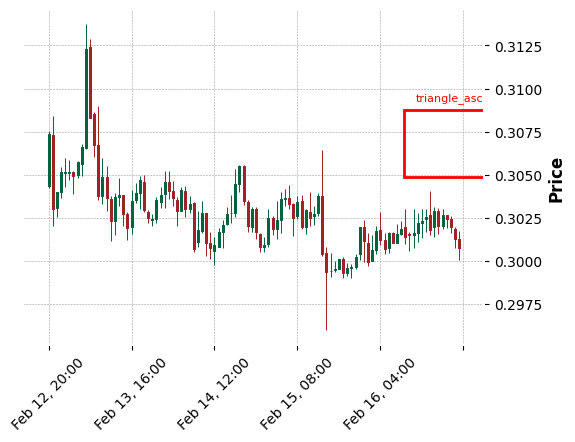 0.3125
0.3100
triangle_asc
0.3075
0.3050
0.3025
0.3000
0.2975
Price
Feb 12, 20:00
Feb 13, 16:00
Feb 14, 12:00
Feb 15, 08:00
Feb 16, 04:00